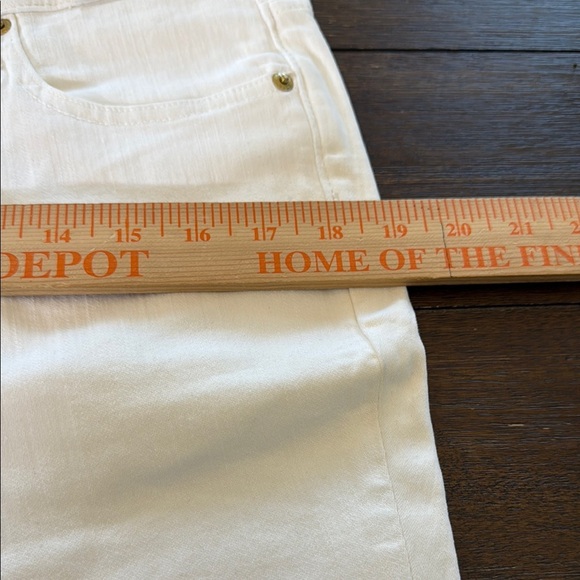 14 15 16 17 18 19 20 21
DEPOT HOME OF THE FIN